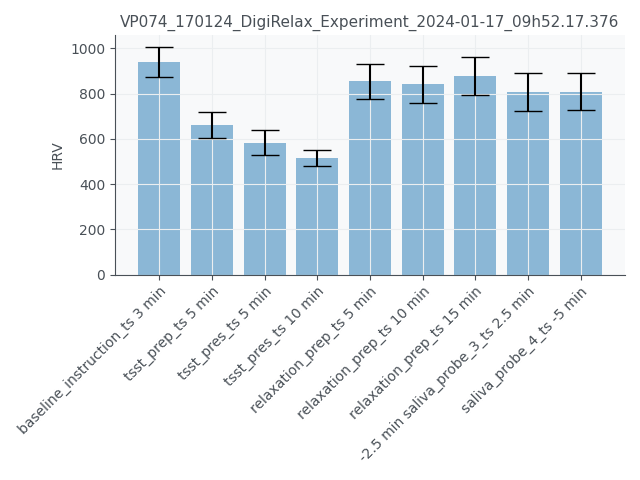 VP074_170124_DigiRelax_Experiment_2024-01-17_09h52.17.376
HRV
1000
800
600
400
200
0
baseline_instruction_ts 3 min
tsst_prep_ts 5 min
tsst_pres_ts 5 min
tsst_pres_ts 10 min
relaxation_prep_ts 5 min
relaxation_prep_ts 10 min
relaxation_prep_ts 15 min
-2.5 min saliva_probe_3_ts 2.5 min
saliva_probe_4_ts -5 min